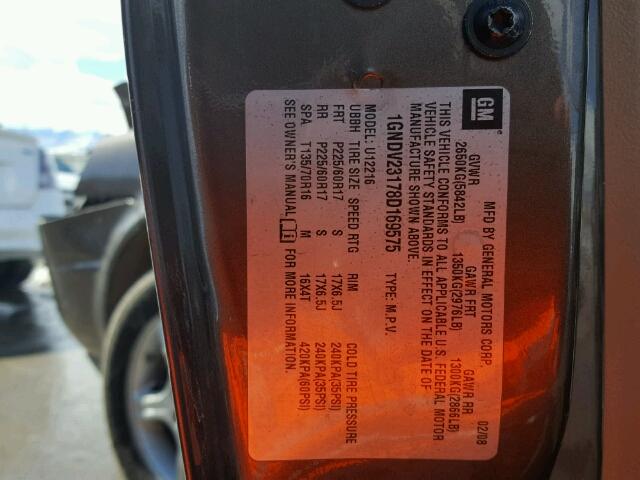 GM
MFD BY GENERAL MOTORS CORP. 02/08
GVWR GAWR FRT GAWR RR
2650KG(5842LB) 1350KG(2976LB) 1300KG(2866LB)
THIS VEHICLE CONFORMS TO ALL APPLICABLE U.S. FEDERAL MOTOR
VEHICLE SAFETY STANDARDS IN EFFECT ON THE DATE OF
MANUFACTURE SHOWN ABOVE.
1GNDV23178D169575 TYPE: M.P.V.
MODEL: U12216
UBBH TIRE SIZE SPEED RTG RIM COLD TIRE PRESSURE
FRT P225/60R17 S 17X6.5J 240KPA(35PSI)
RR P225/60R17 S 17X6.5J 240KPA(35PSI)
SPA T135/70R16 M 16X4T 420KPA(60PSI)
SEE OWNER'S MANUAL FOR MORE INFORMATION.